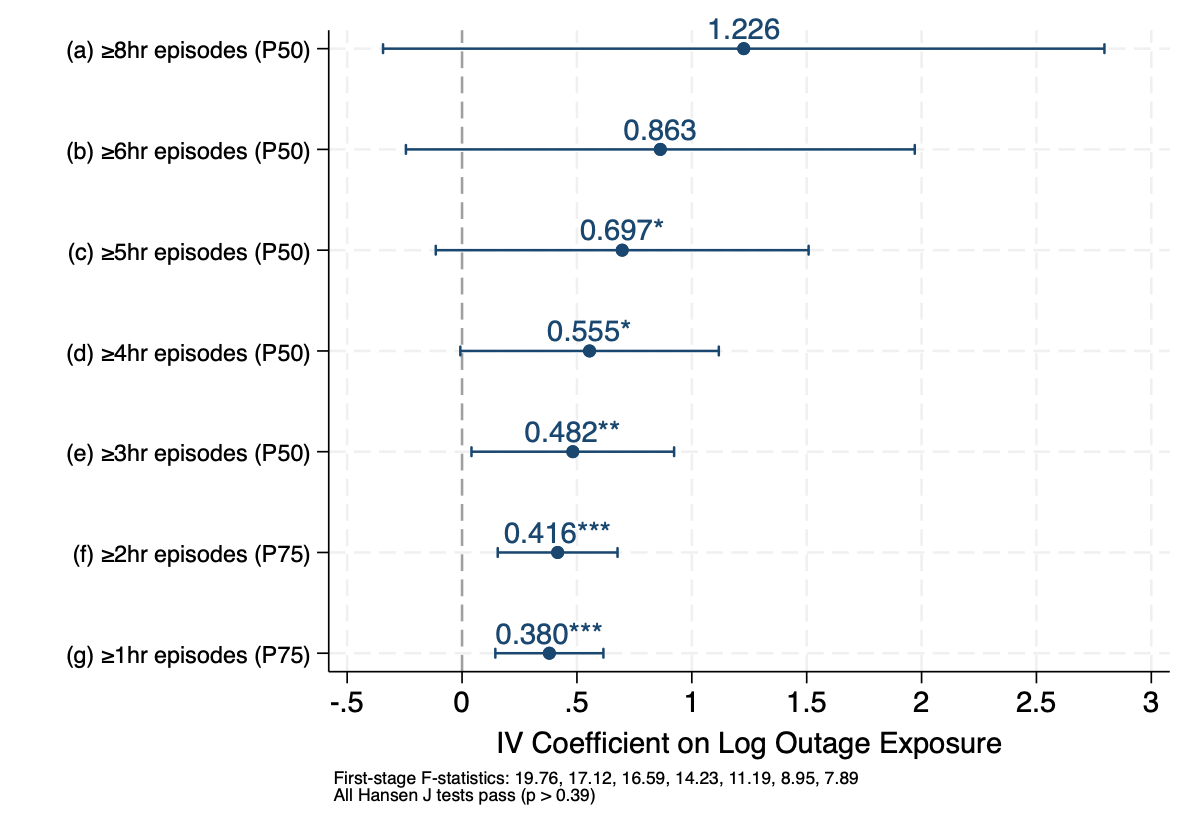 1.226
(a) ≥8hr episodes (P50)
0.863
(b) ≥6hr episodes (P50)
0.697*
(c) ≥5hr episodes (P50)
0.555*
(d) ≥4hr episodes (P50)
0.482**
(e) ≥3hr episodes (P50)
0.416***
(f) ≥2hr episodes (P75)
0.380***
(g) ≥1hr episodes (P75)
-.5 0 .5 1 1.5 2 2.5 3
IV Coefficient on Log Outage Exposure
First-stage F-statistics: 19.76, 17.12, 16.59, 14.23, 11.19, 8.95, 7.89
All Hansen J tests pass (p > 0.39)